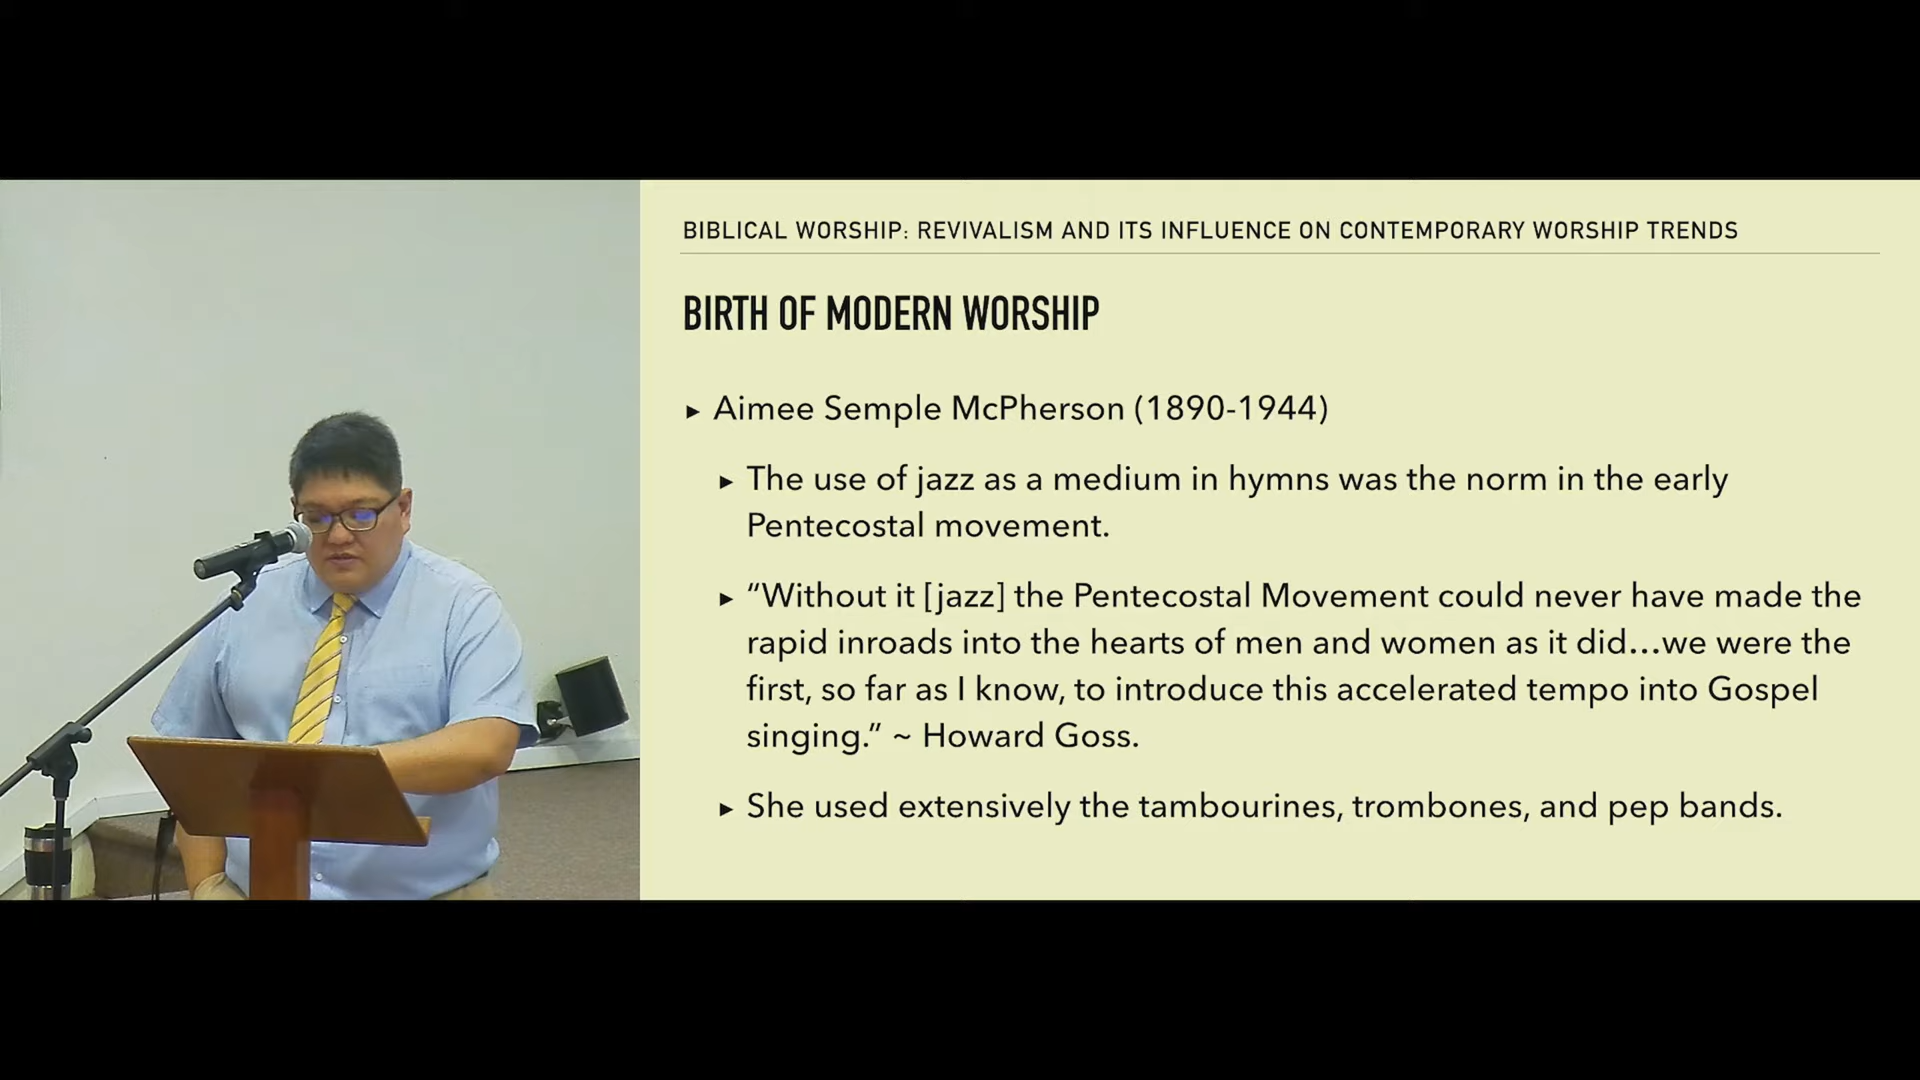 BIBLICAL WORSHIP: REVIVALISM AND ITS INFLUENCE ON CONTEMPORARY WORSHIP TRENDS
BIRTH OF MODERN WORSHIP
▸ Aimee Semple McPherson (1890-1944)
▸ The use of jazz as a medium in hymns was the norm in the early
Pentecostal movement.
▸ “Without it [jazz] the Pentecostal Movement could never have made the
rapid inroads into the hearts of men and women as it did…we were the
first, so far as I know, to introduce this accelerated tempo into Gospel
singing.” ~ Howard Goss.
▸ She used extensively the tambourines, trombones, and pep bands.